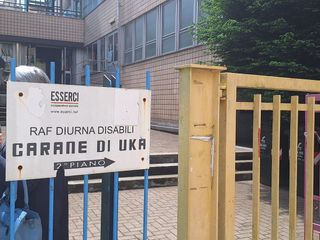 ESSERCI
www.esserci.net
RAF DIURNA DISABILI
CARANE DI UKA
2° PIANO